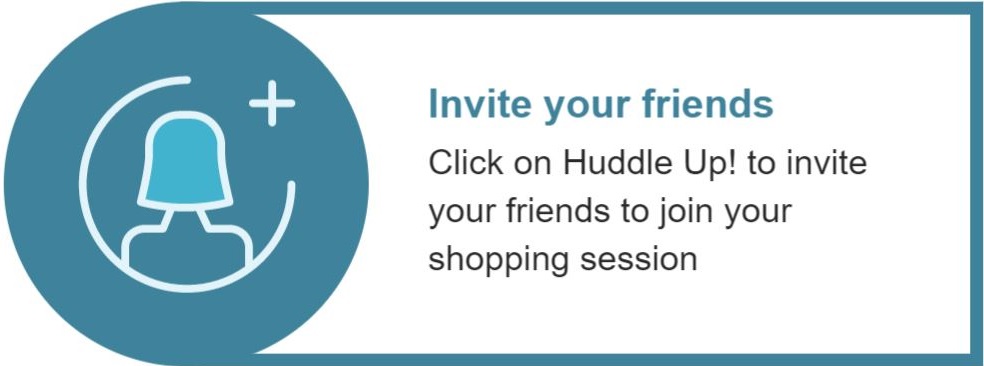 Invite your friends
Click on Huddle Up! to invite
your friends to join your
shopping session